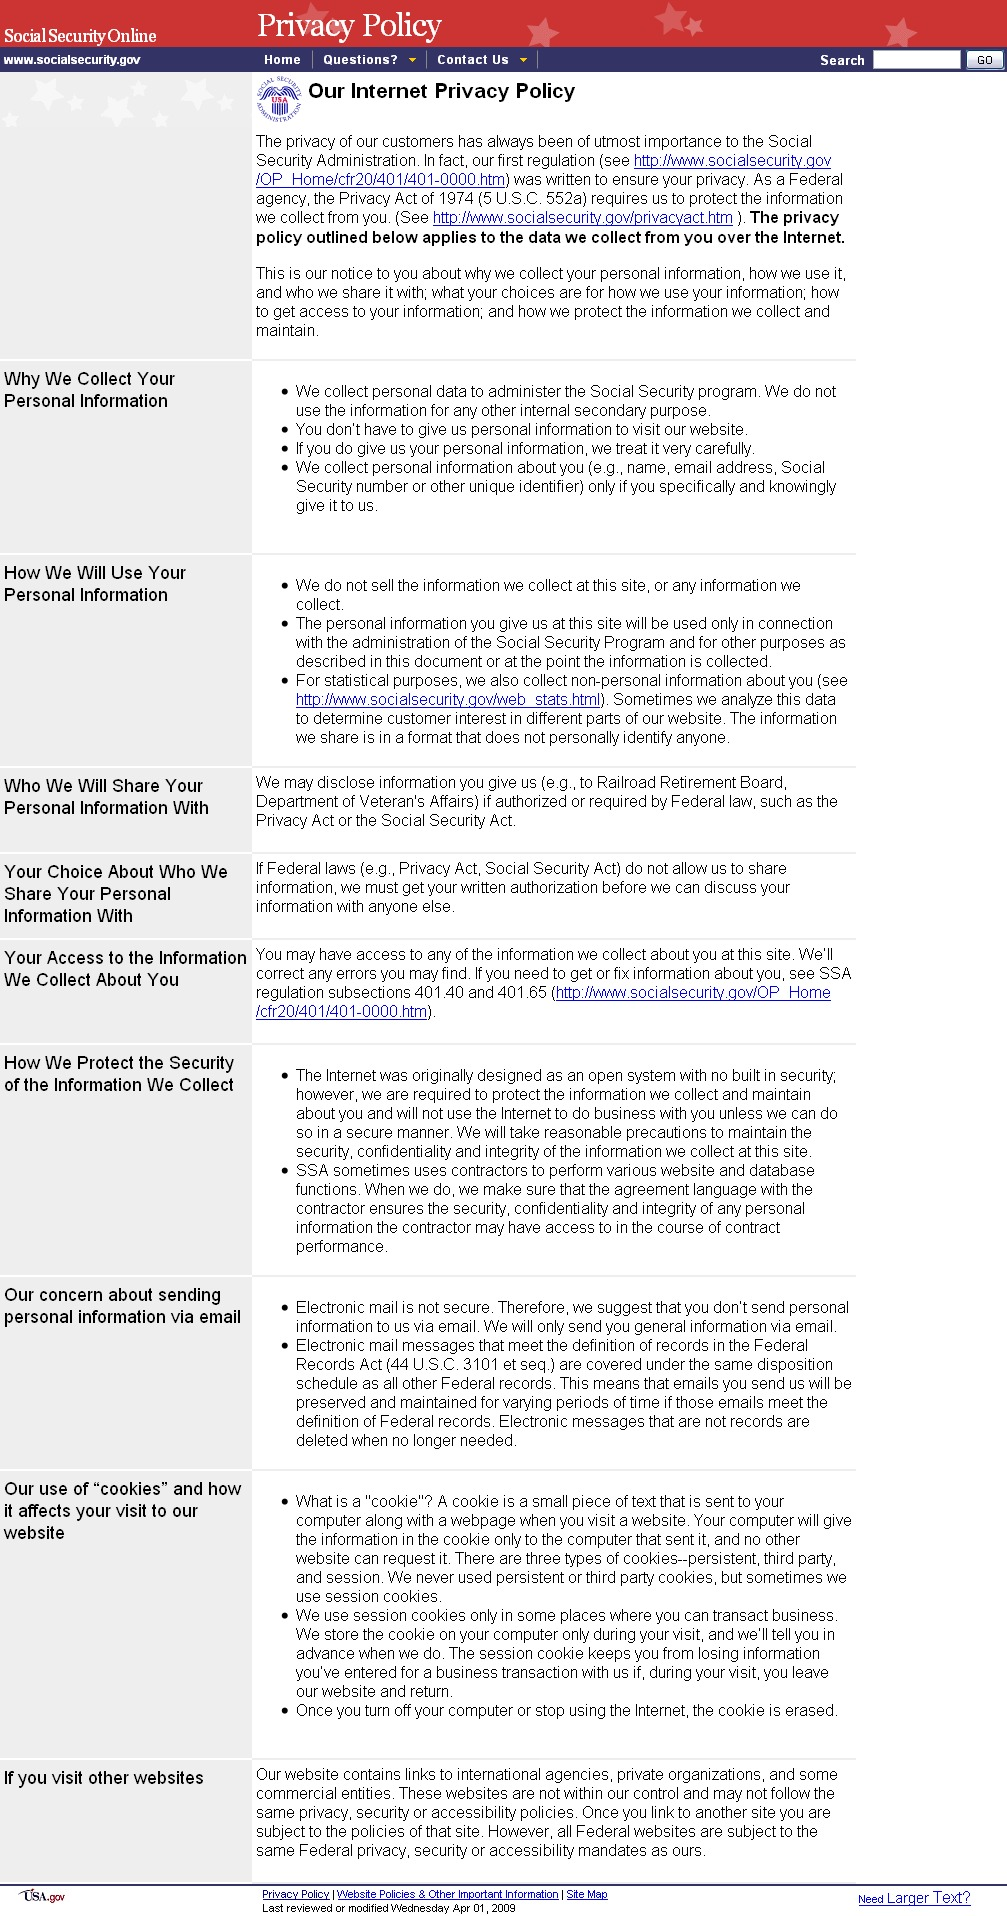 Social Security Online
Privacy Policy
www.socialsecurity.gov
Home Questions? Contact Us Search GO
SOCIAL SECURITY ADMINISTRATION
USA
Our Internet Privacy Policy
The privacy of our customers has always been of utmost importance to the Social
Security Administration. In fact, our first regulation (see http://www.socialsecurity.gov
/OP_Home/cfr20/401/401-0000.htm) was written to ensure your privacy. As a Federal
agency, the Privacy Act of 1974 (5 U.S.C. 552a) requires us to protect the information
we collect from you. (See http://www.socialsecurity.gov/privacyact.htm ). The privacy
policy outlined below applies to the data we collect from you over the Internet.
This is our notice to you about why we collect your personal information, how we use it,
and who we share it with; what your choices are for how we use your information; how
to get access to your information; and how we protect the information we collect and
maintain.
Why We Collect Your
Personal Information
• We collect personal data to administer the Social Security program. We do not
use the information for any other internal secondary purpose.
• You don't have to give us personal information to visit our website.
• If you do give us your personal information, we treat it very carefully.
• We collect personal information about you (e.g., name, email address, Social
Security number or other unique identifier) only if you specifically and knowingly
give it to us.
How We Will Use Your
Personal Information
• We do not sell the information we collect at this site, or any information we
collect.
• The personal information you give us at this site will be used only in connection
with the administration of the Social Security Program and for other purposes as
described in this document or at the point the information is collected.
• For statistical purposes, we also collect non-personal information about you (see
http://www.socialsecurity.gov/web_stats.html). Sometimes we analyze this data
to determine customer interest in different parts of our website. The information
we share is in a format that does not personally identify anyone.
Who We Will Share Your
Personal Information With
We may disclose information you give us (e.g., to Railroad Retirement Board,
Department of Veteran's Affairs) if authorized or required by Federal law, such as the
Privacy Act or the Social Security Act.
Your Choice About Who We
Share Your Personal
Information With
If Federal laws (e.g., Privacy Act, Social Security Act) do not allow us to share
information, we must get your written authorization before we can discuss your
information with anyone else.
Your Access to the Information
We Collect About You
You may have access to any of the information we collect about you at this site. We'll
correct any errors you may find. If you need to get or fix information about you, see SSA
regulation subsections 401.40 and 401.65 (http://www.socialsecurity.gov/OP_Home
/cfr20/401/401-0000.htm).
How We Protect the Security
of the Information We Collect
• The Internet was originally designed as an open system with no built in security;
however, we are required to protect the information we collect and maintain
about you and will not use the Internet to do business with you unless we can do
so in a secure manner. We will take reasonable precautions to maintain the
security, confidentiality and integrity of the information we collect at this site.
• SSA sometimes uses contractors to perform various website and database
functions. When we do, we make sure that the agreement language with the
contractor ensures the security, confidentiality and integrity of any personal
information the contractor may have access to in the course of contract
performance.
Our concern about sending
personal information via email
• Electronic mail is not secure. Therefore, we suggest that you don't send personal
information to us via email. We will only send you general information via email.
• Electronic mail messages that meet the definition of records in the Federal
Records Act (44 U.S.C. 3101 et seq.) are covered under the same disposition
schedule as all other Federal records. This means that emails you send us will be
preserved and maintained for varying periods of time if those emails meet the
definition of Federal records. Electronic messages that are not records are
deleted when no longer needed.
Our use of “cookies” and how
it affects your visit to our
website
• What is a "cookie"? A cookie is a small piece of text that is sent to your
computer along with a webpage when you visit a website. Your computer will give
the information in the cookie only to the computer that sent it, and no other
website can request it. There are three types of cookies--persistent, third party,
and session. We never used persistent or third party cookies, but sometimes we
use session cookies.
• We use session cookies only in some places where you can transact business.
We store the cookie on your computer only during your visit, and we'll tell you in
advance when we do. The session cookie keeps you from losing information
you've entered for a business transaction with us if, during your visit, you leave
our website and return.
• Once you turn off your computer or stop using the Internet, the cookie is erased.
If you visit other websites
Our website contains links to international agencies, private organizations, and some
commercial entities. These websites are not within our control and may not follow the
same privacy, security or accessibility policies. Once you link to another site you are
subject to the policies of that site. However, all Federal websites are subject to the
same Federal privacy, security or accessibility mandates as ours.
USA.gov
Privacy Policy | Website Policies & Other Important Information | Site Map
Last reviewed or modified Wednesday Apr 01, 2009
Need Larger Text?